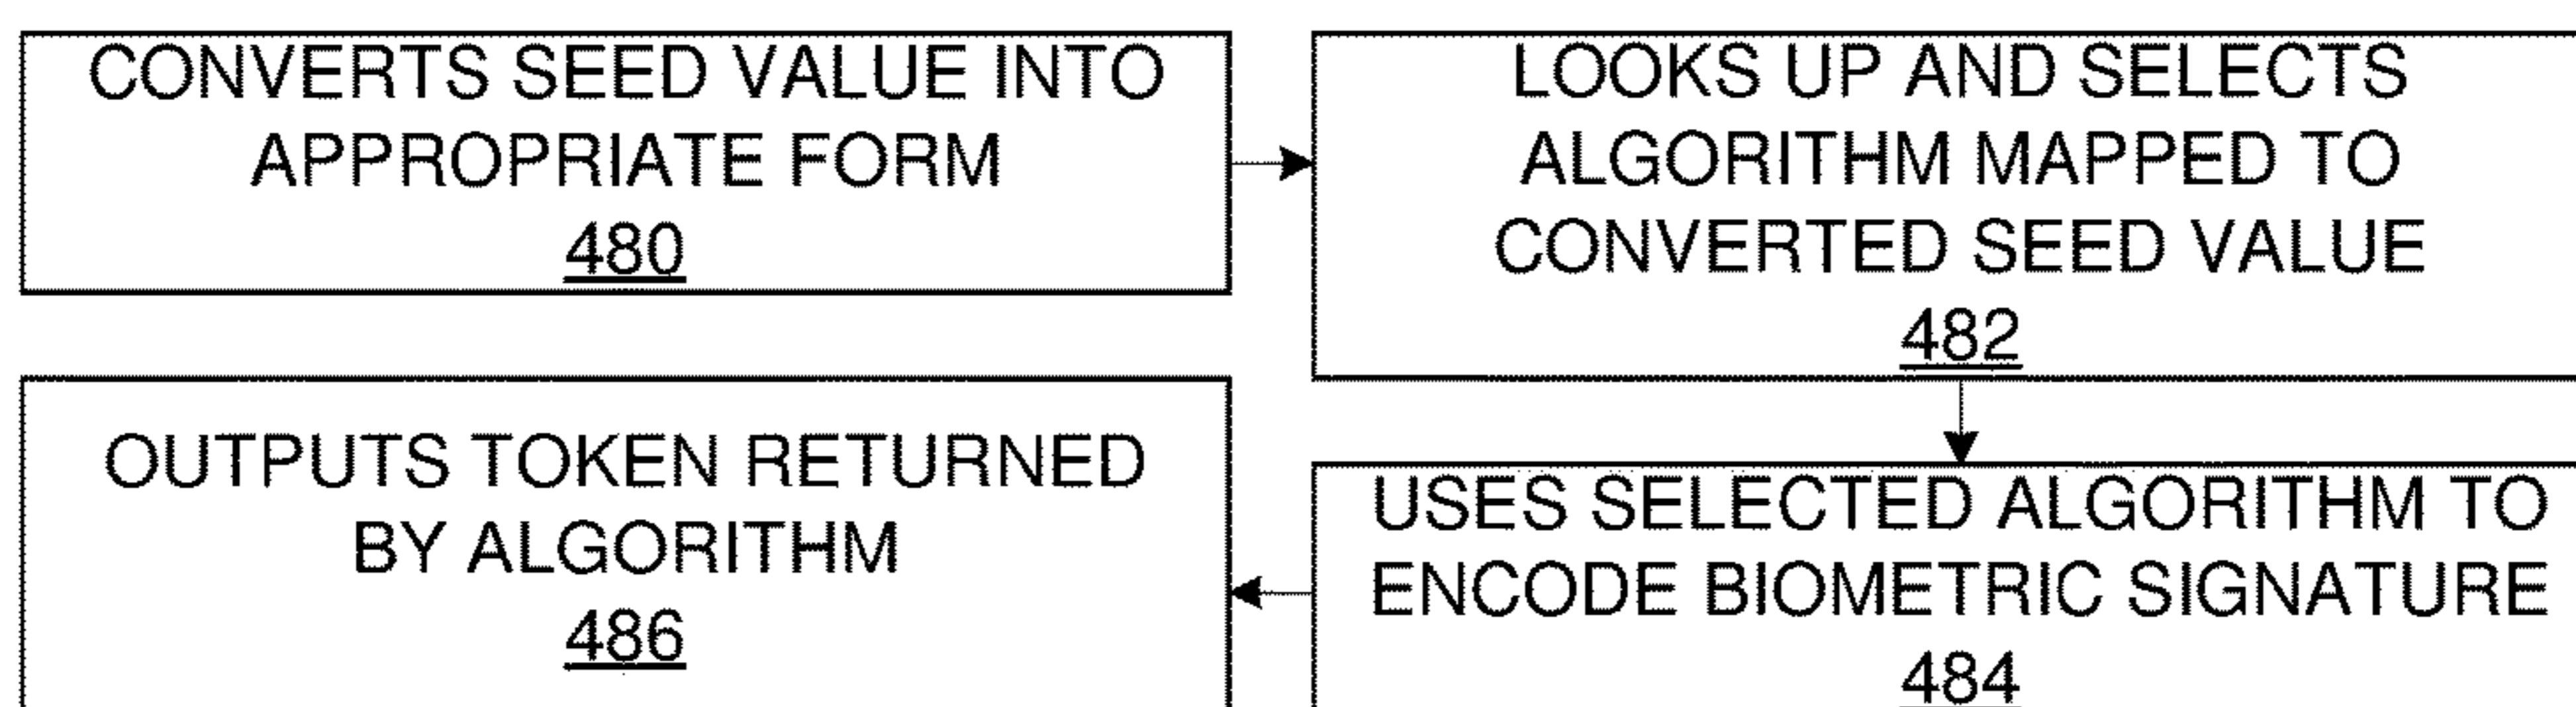 CONVERTS SEED VALUE INTO
APPROPRIATE FORM
480
LOOKS UP AND SELECTS
ALGORITHM MAPPED TO
CONVERTED SEED VALUE
482
USES SELECTED ALGORITHM TO
ENCODE BIOMETRIC SIGNATURE
484
OUTPUTS TOKEN RETURNED
BY ALGORITHM
486